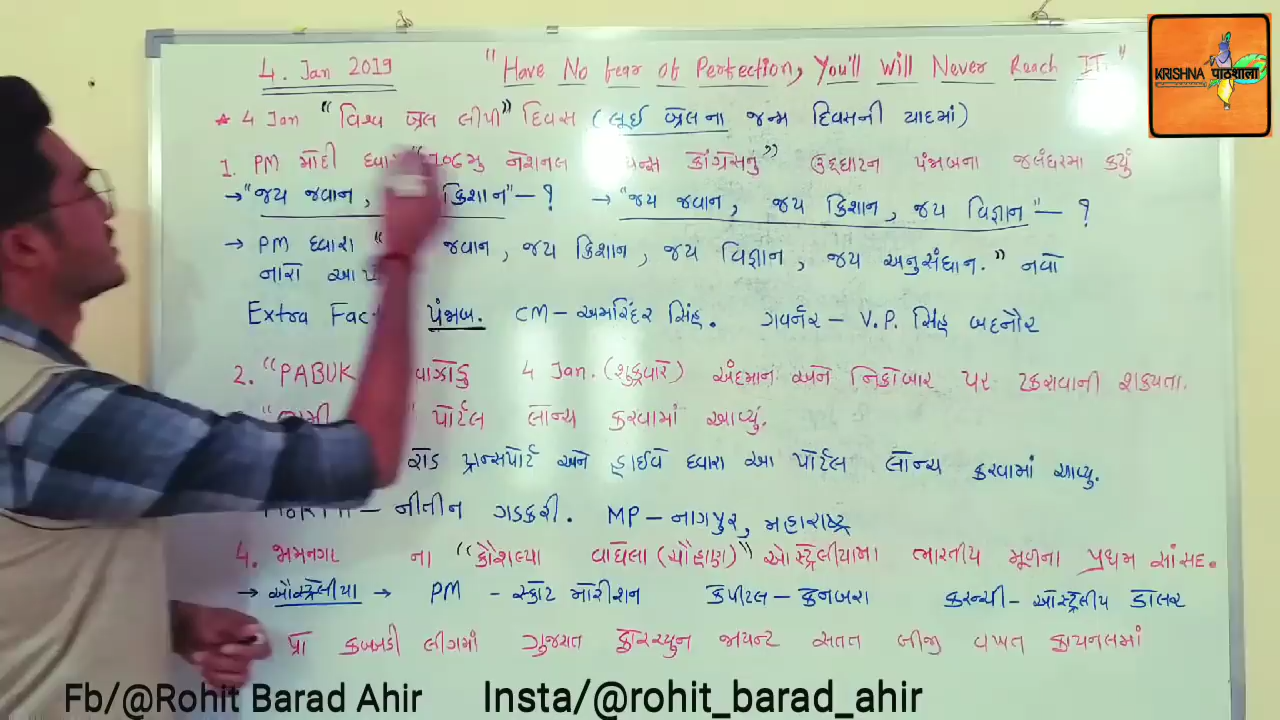 4. Jan 2019 "Have No fear of Perfection, You'll Will Never Reach IT."
KRISHNA પાઠશાલા
* 4 Jan "વિશ્વ બ્રેલ લીપી" દિવસ (લૂઈ બ્રેલના જન્મ દિવસની યાદમાં)
1. PM મોદી દ્વારા "૧૦૬મુ નેશનલ કોંગ્રેસનું" ઉદ્ઘાટન પંજાબના જલંધરમા કર્યું
→ "જય જવાન, કિશાન" — ? → "જય જવાન, જય કિશાન, જય વિજ્ઞાન" — ?
→ PM ધ્વારા " જવાન, જય કિશાન, જય વિજ્ઞાન, જય અનુસંધાન." નવો
નારો
Extra પંજાબ. CM - અમરિંદર સિંહ. ગવર્નર - V.P. સિંહ બદનૌર
2. "PABUK વાઝોડુ 4 Jan. (શુક્રવારે) અંદમાન અને નિકોબાર પર ટકરાવાની શક્યતા.
" પોર્ટલ લોન્ચ કરવામાં આવ્યું.
રોડ ટ્રાન્સપોર્ટ અને હાઈવે ધ્વારા આ પોર્ટલ લોન્ચ કરવામાં આવ્યુ.
- નીતીન ગડકરી. MP - નાગપુર, મહારાષ્ટ્ર
4. જામનગર ના "કૌશલ્યા વાઘેલા (ચૌહાણ)" ઓસ્ટ્રેલીયામા ભારતીય મૂળના પ્રથમ સાંસદ.
→ ઓસ્ટ્રેલીયા → PM - સ્કોટ મોરીશન કેપીટલ - કેનબરા કરન્સી - ઓસ્ટ્રેલીય ડોલર
પ્રો કબબડી લીગમાં ગુજરાત ફોરચ્યુન જાયન્ટ સતત બીજી વખત ફાયનલમાં
Fb/@Rohit Barad Ahir Insta/@rohit_barad_ahir